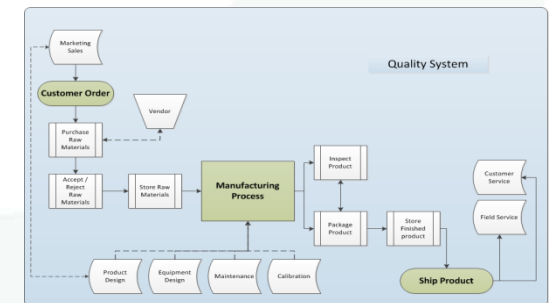 Marketing
Sales
Quality System
Customer Order
Vendor
Purchase
Raw
Materials
Accept /
Reject
Raw
Materials
Store Raw
Materials
Manufacturing
Process
Inspect
Product
Package
Product
Store
Finished
product
Customer
Service
Field Service
Product
Design
Equipment
Design
Maintenance
Calibration
Ship Product